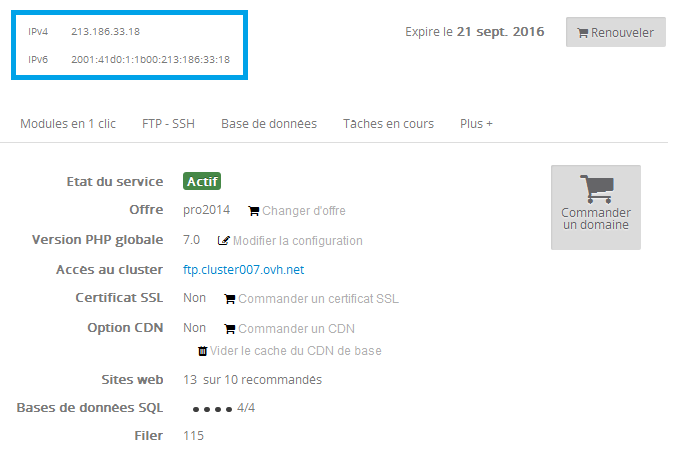 IPv4 213.186.33.18
Expire le 21 sept. 2016 Renouveler
IPv6 2001:41d0:1:1b00:213:186:33:18
Modules en 1 clic FTP - SSH Base de données Tâches en cours Plus +
Etat du service Actif
Offre pro2014 Changer d'offre
Commander
un domaine
Version PHP globale 7.0 Modifier la configuration
Accès au cluster ftp.cluster007.ovh.net
Certificat SSL Non Commander un certificat SSL
Option CDN Non Commander un CDN
Vider le cache du CDN de base
Sites web 13 sur 10 recommandés
Bases de données SQL 4/4
Filer 115